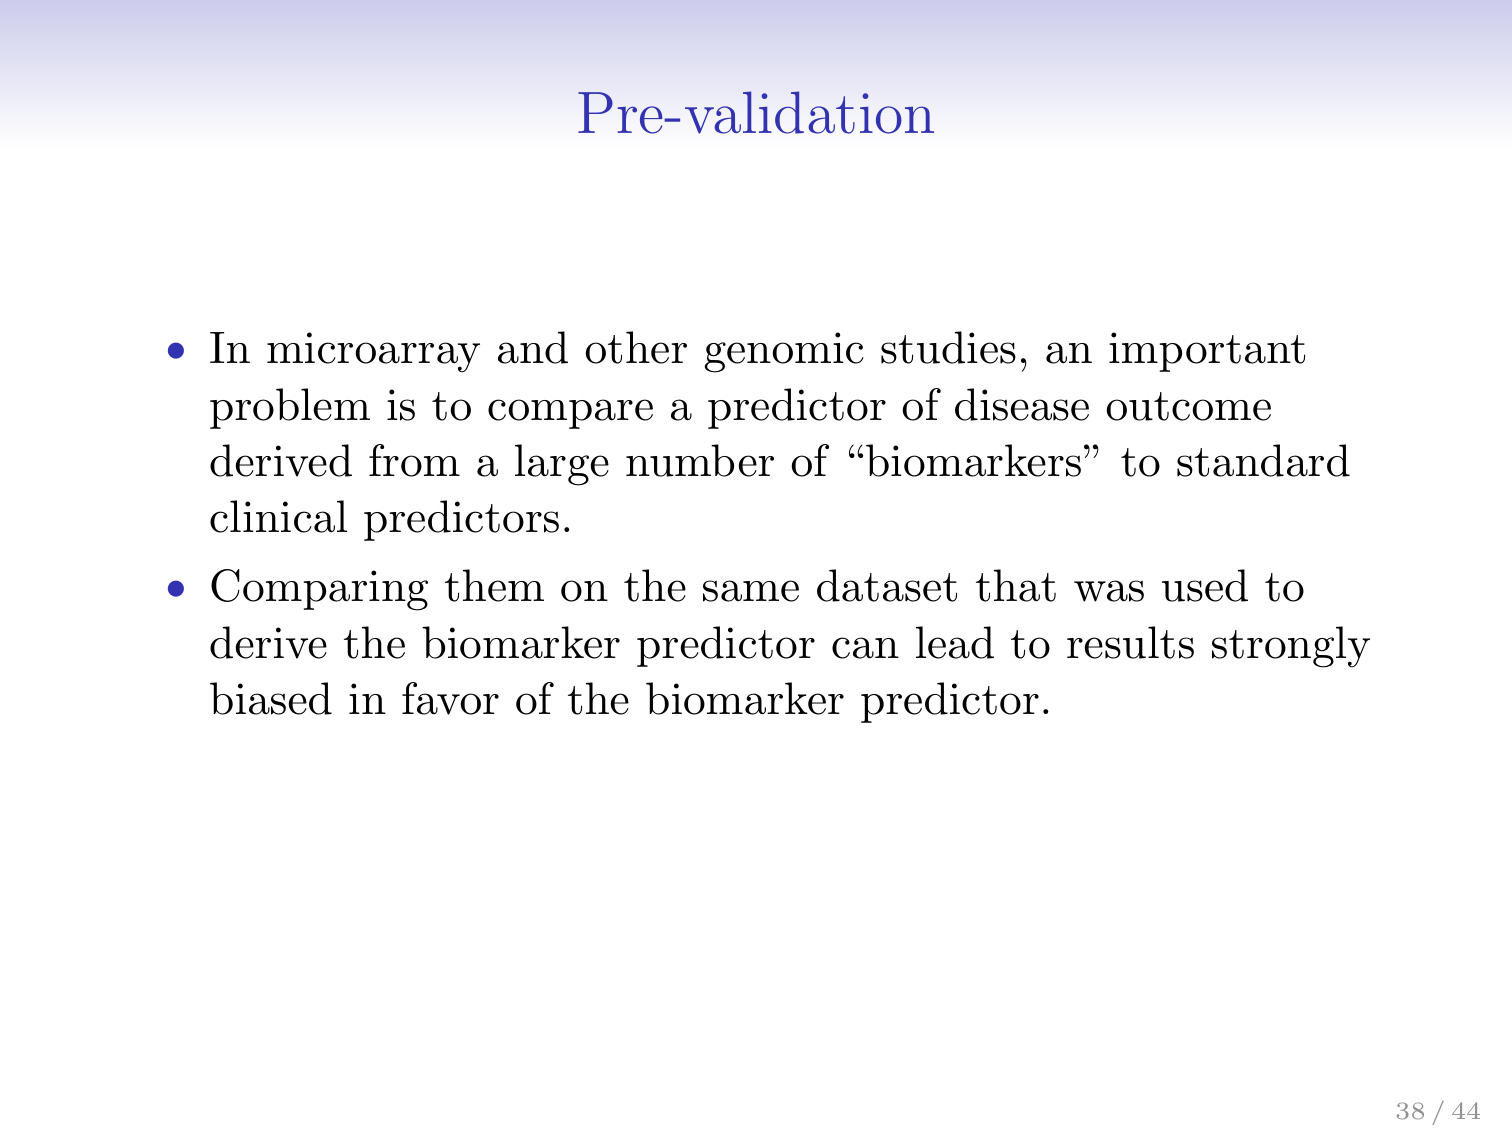 Pre-validation
• In microarray and other genomic studies, an important
problem is to compare a predictor of disease outcome
derived from a large number of “biomarkers” to standard
clinical predictors.
• Comparing them on the same dataset that was used to
derive the biomarker predictor can lead to results strongly
biased in favor of the biomarker predictor.
38 / 44